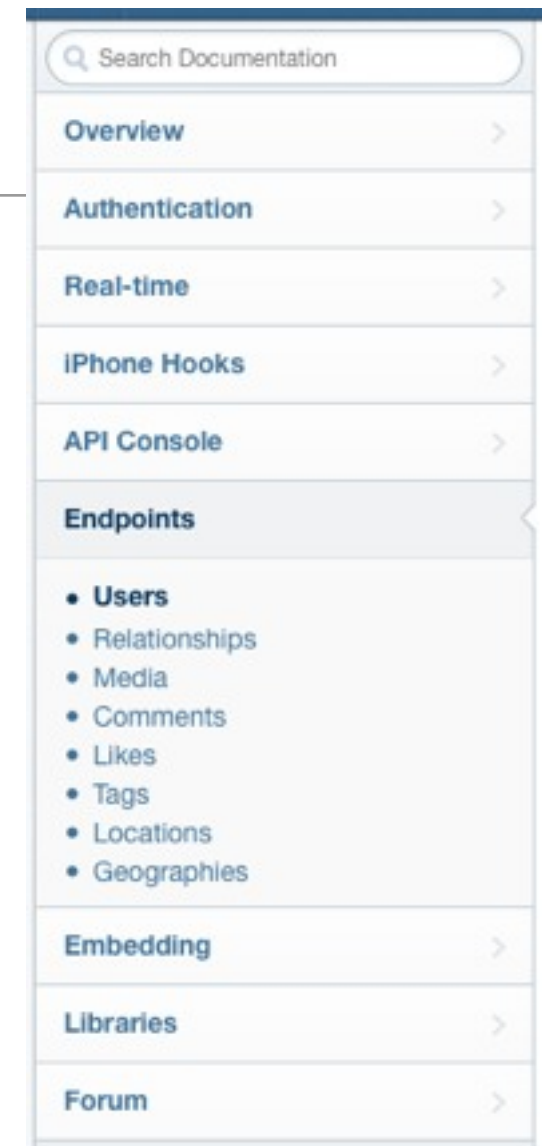 Search Documentation
Overview
Authentication
Real-time
iPhone Hooks
API Console
Endpoints
• Users
• Relationships
• Media
• Comments
• Likes
• Tags
• Locations
• Geographies
Embedding
Libraries
Forum